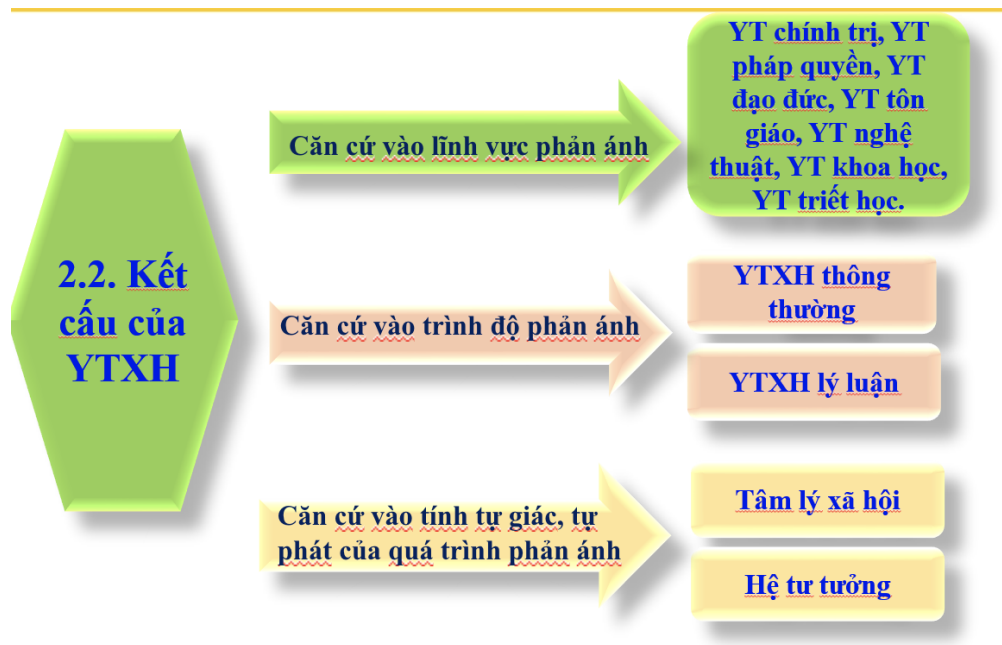 2.2. Kết
cấu của
YTXH
Căn cứ vào lĩnh vực phản ánh
YT chính trị, YT
pháp quyền, YT
đạo đức, YT tôn
giáo, YT nghệ
thuật, YT khoa học,
YT triết học.
Căn cứ vào trình độ phản ánh
YTXH thông
thường
YTXH lý luận
Căn cứ vào tính tự giác, tự
phát của quá trình phản ánh
Tâm lý xã hội
Hệ tư tưởng